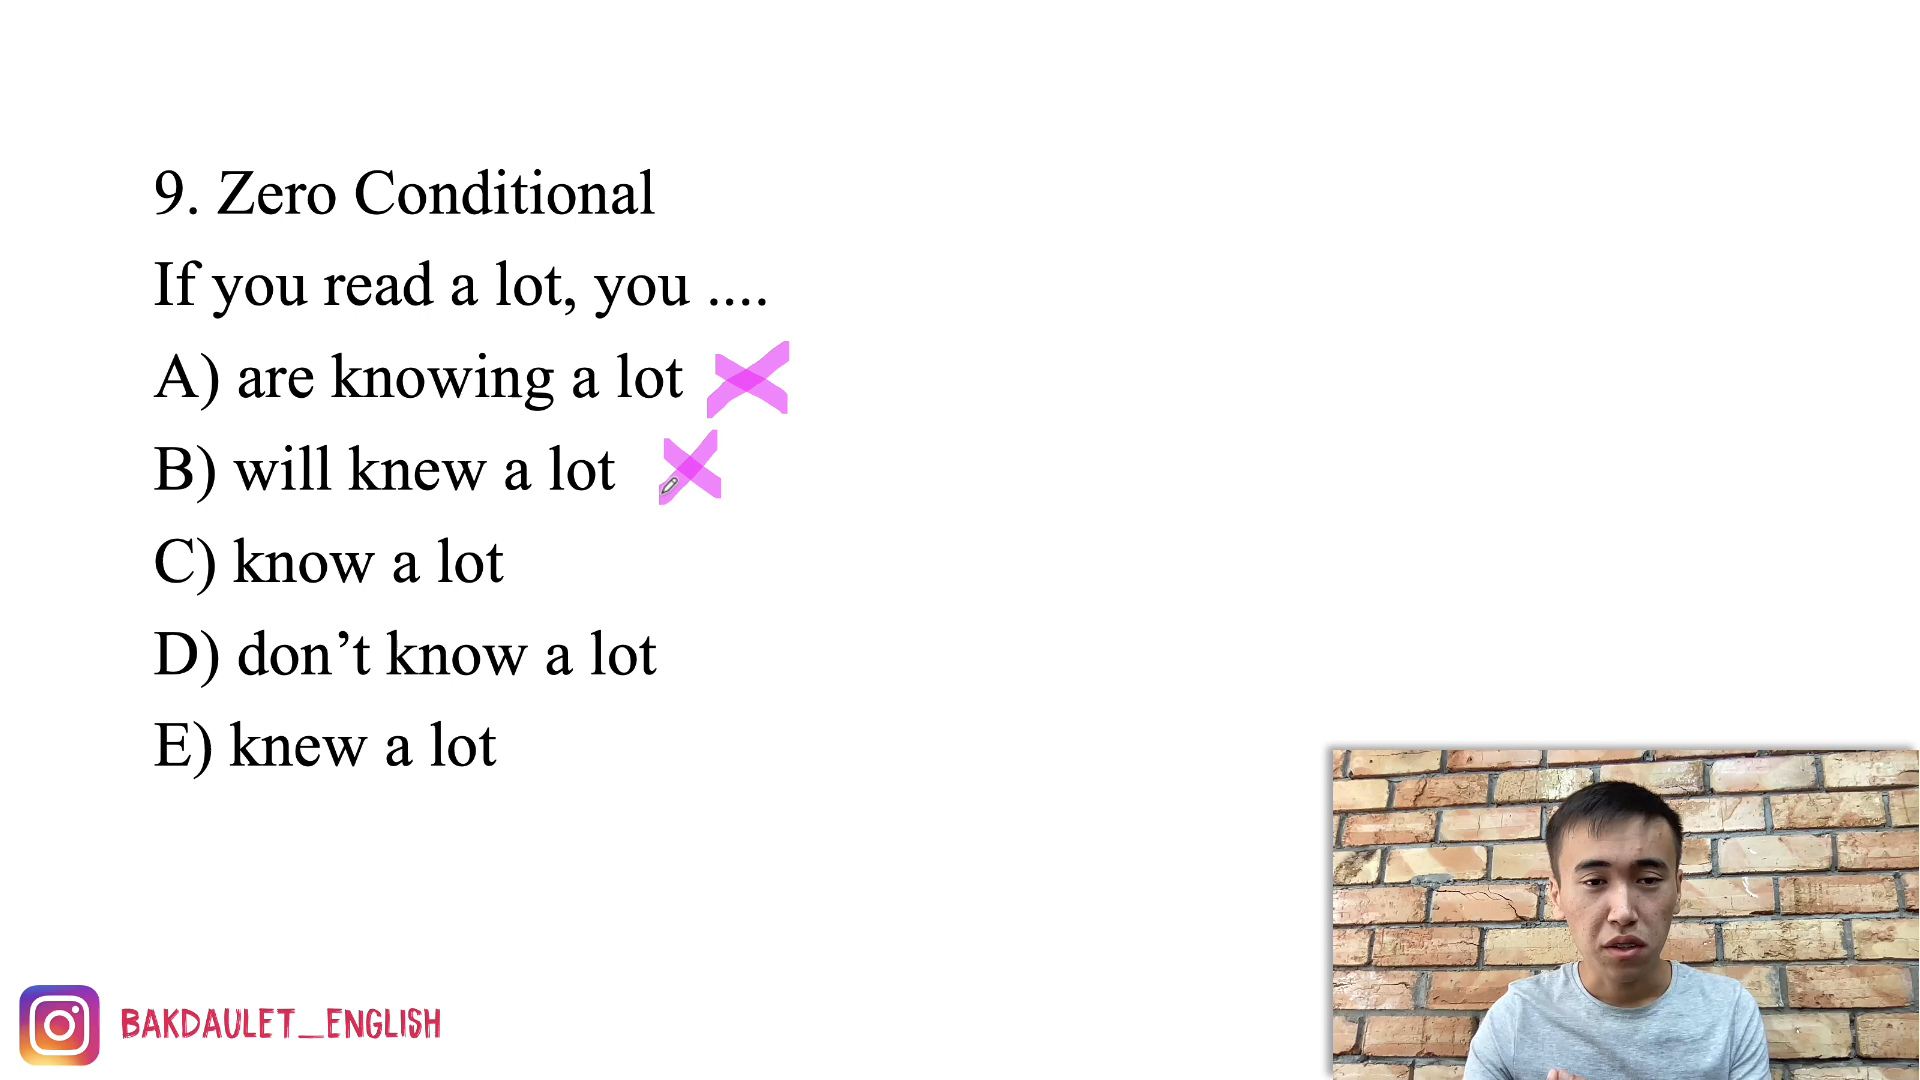 9. Zero Conditional
If you read a lot, you ....
A) are knowing a lot
B) will knew a lot
C) know a lot
D) don’t know a lot
E) knew a lot
BAKDAULET_ENGLISH